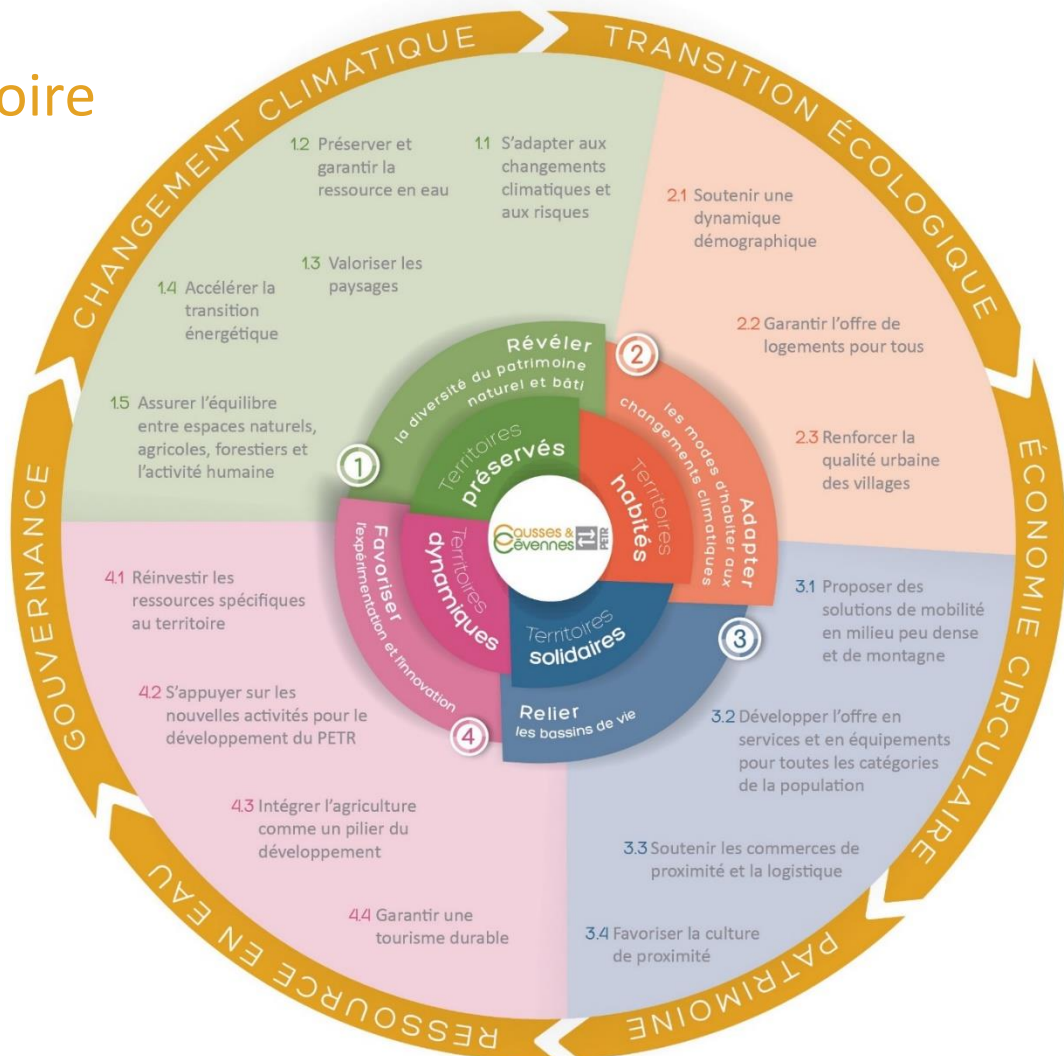 oire
CHANGEMENT CLIMATIQUE
TRANSITION ÉCOLOGIQUE
ÉCONOMIE CIRCULAIRE
PATRIMOINE
RESSOURCE EN EAU
GOUVERNANCE
1.1 S'adapter aux
changements
climatiques et
aux risques
1.2 Préserver et
garantir la
ressource en eau
1.3 Valoriser les
paysages
1.4 Accélérer la
transition
énergétique
1.5 Assurer l'équilibre
entre espaces naturels,
agricoles, forestiers et
l'activité humaine
2.1 Soutenir une
dynamique
démographique
2.2 Garantir l'offre de
logements pour tous
2.3 Renforcer la
qualité urbaine
des villages
3.1 Proposer des
solutions de mobilité
en milieu peu dense
et de montagne
3.2 Développer l'offre en
services et en équipements
pour toutes les catégories
de la population
3.3 Soutenir les commerces de
proximité et la logistique
3.4 Favoriser la culture
de proximité
4.1 Réinvestir les
ressources spécifiques
au territoire
4.2 S'appuyer sur les
nouvelles activités pour le
développement du PETR
4.3 Intégrer l'agriculture
comme un pilier du
développement
4.4 Garantir une
tourisme durable
1
Révéler
la diversité du patrimoine
naturel et bâti
Territoires
préservés
2
Adapter
les modes d'habiter aux
changements climatiques
Territoires
habités
3
Relier
les bassins de vie
Territoires
solidaires
4
Favoriser
l'expérimentation et l'innovation
Territoires
dynamiques
Causses &
Cévennes
PETR